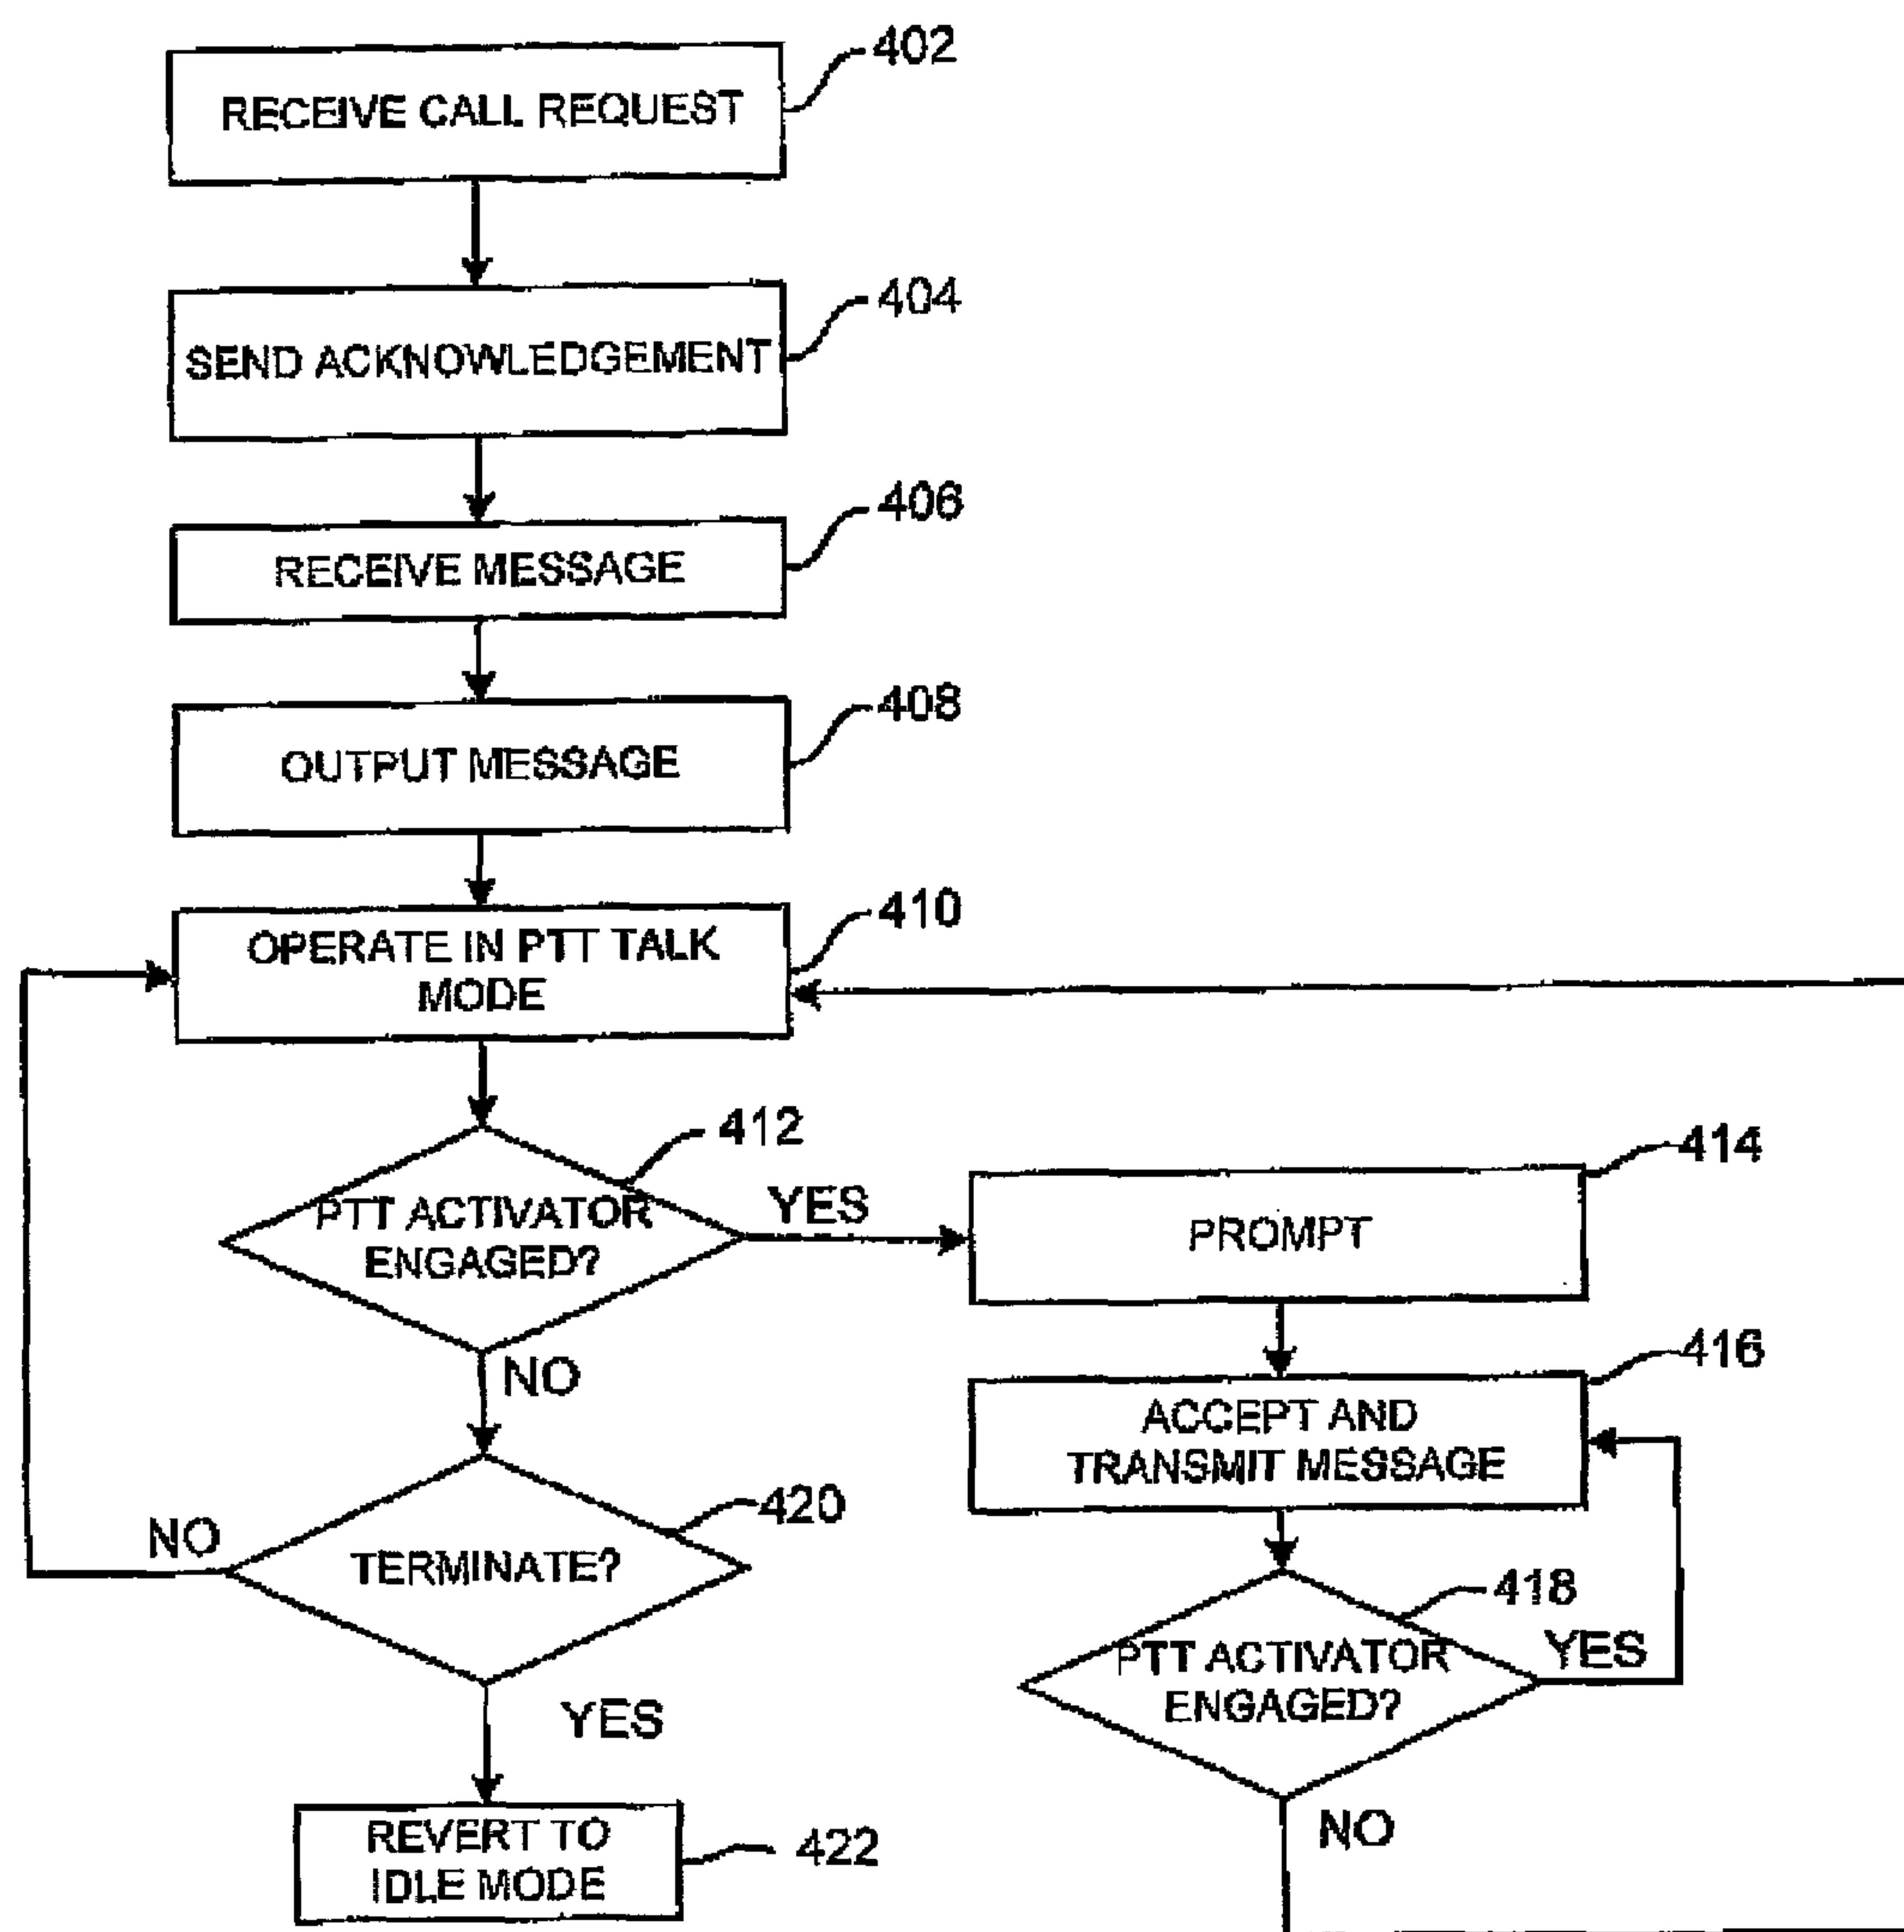 402
RECEIVE CALL REQUEST
404
SEND ACKNOWLEDGEMENT
406
RECEIVE MESSAGE
408
OUTPUT MESSAGE
410
OPERATE IN PTT TALK
MODE
412
PTT ACTIVATOR
ENGAGED?
YES
NO
414
PROMPT
416
ACCEPT AND
TRANSMIT MESSAGE
418
PTT ACTIVATOR
ENGAGED?
YES
NO
420
TERMINATE?
NO
YES
REVERT TO
IDLE MODE
422